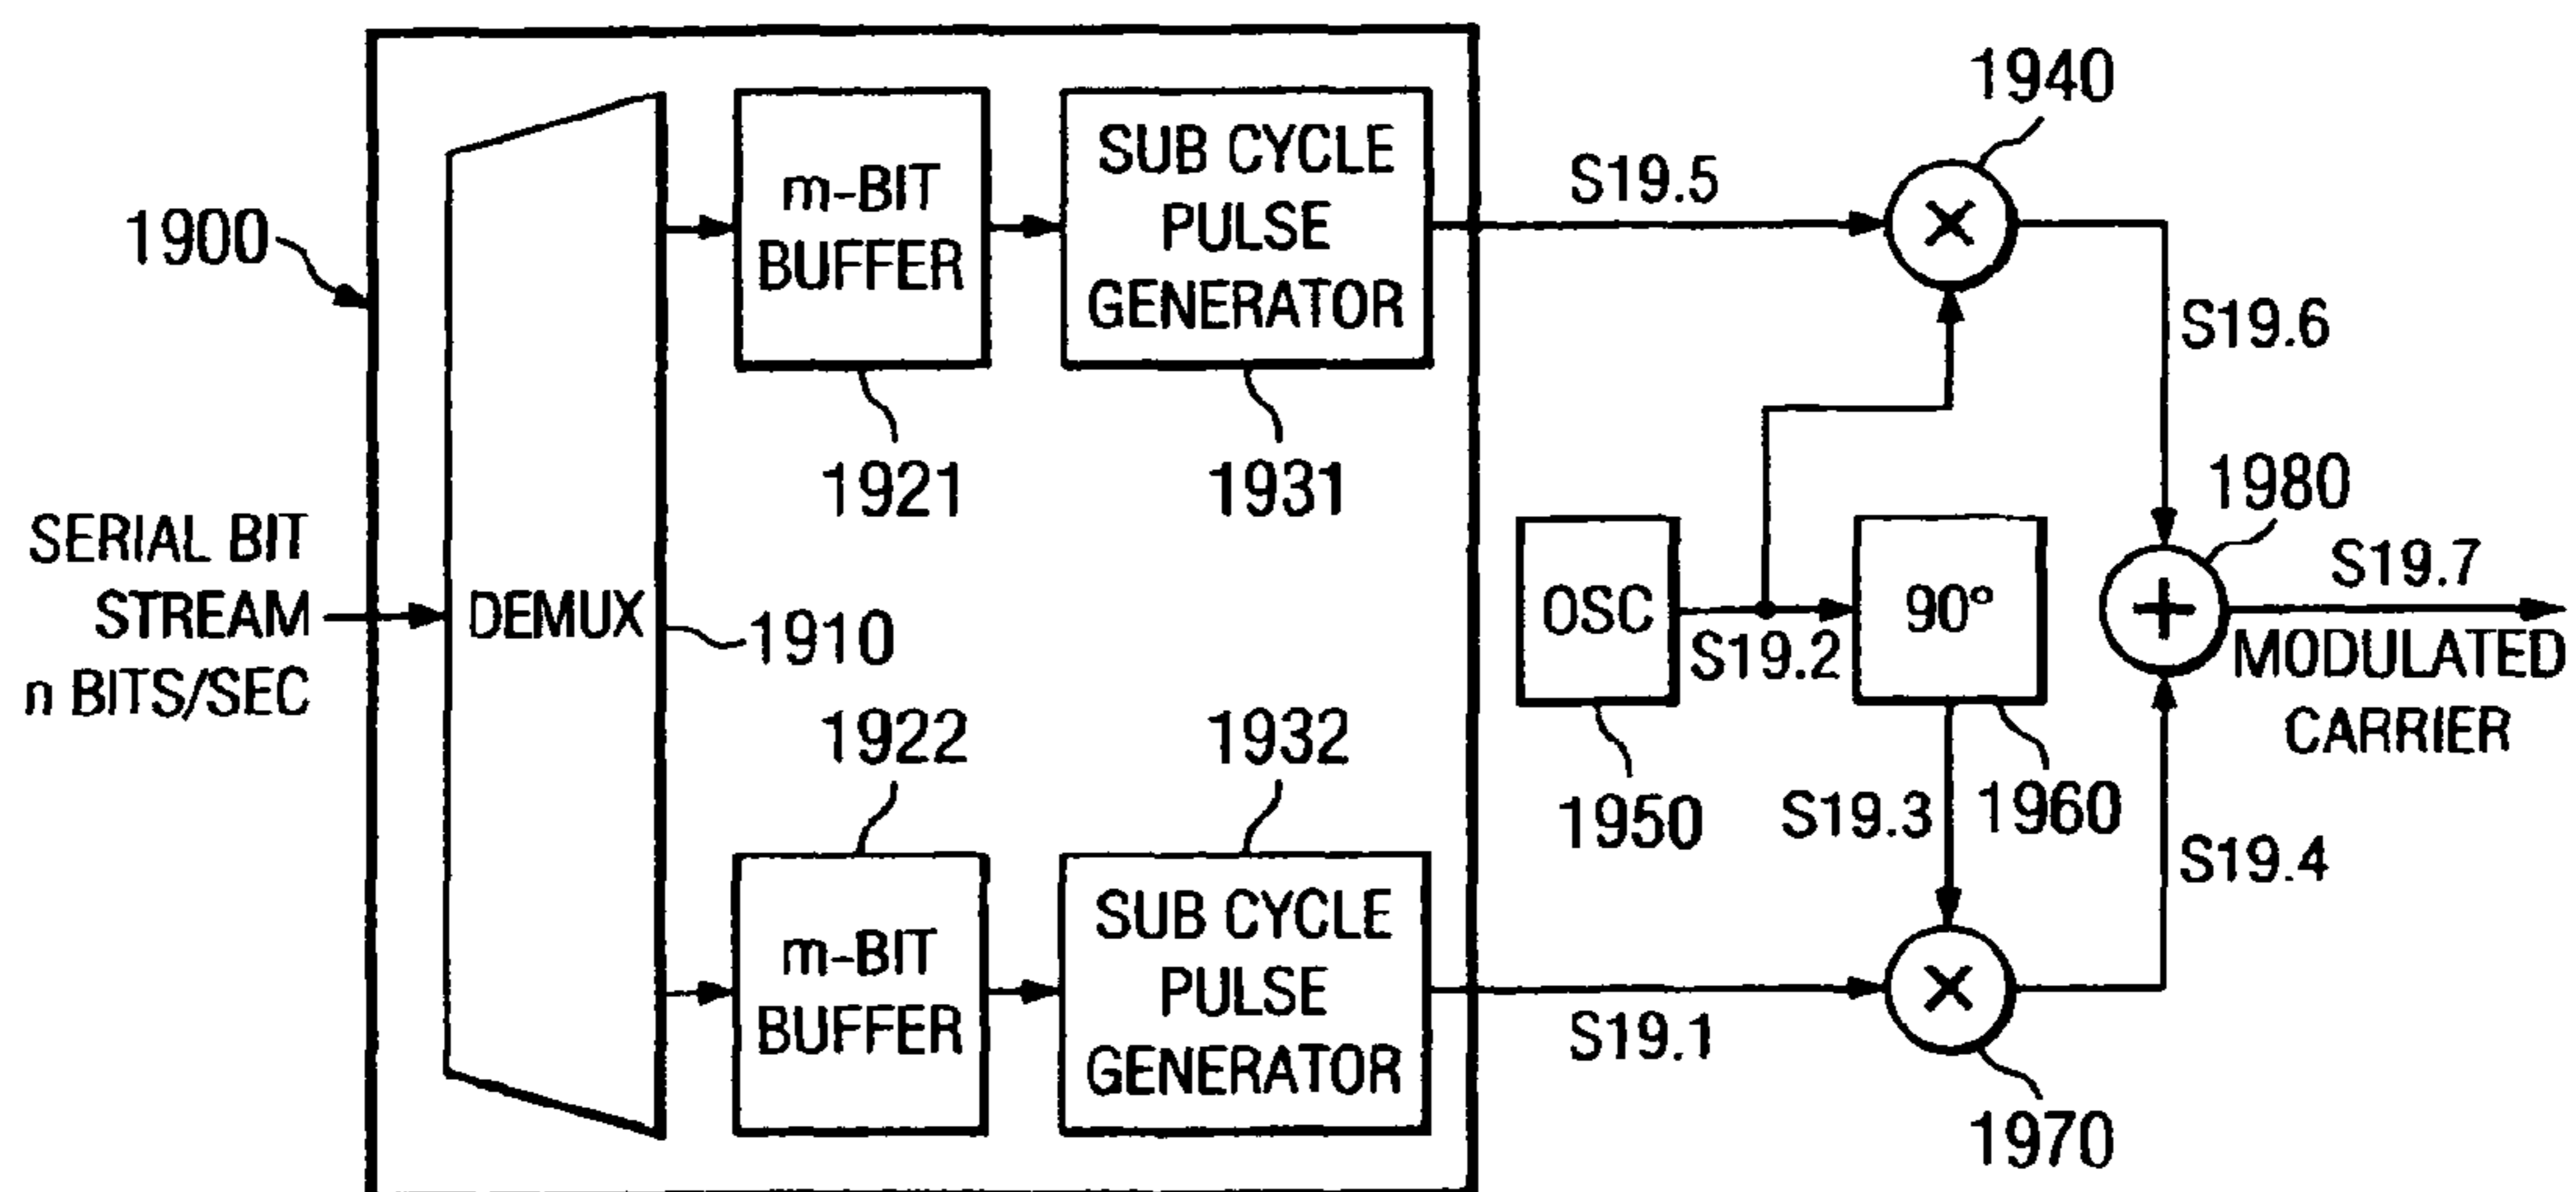 1940
SUB CYCLE
PULSE
GENERATOR
m-BIT
BUFFER
S19.5
1900
S19.6
1921
1931
1980
SERIAL BIT
STREAM
n BITS/SEC
DEMUX
1910
OSC
S19.2
90°
S19.7
MODULATED
CARRIER
1922
1932
1950
S19.3
1960
S19.4
m-BIT
BUFFER
SUB CYCLE
PULSE
GENERATOR
S19.1
1970